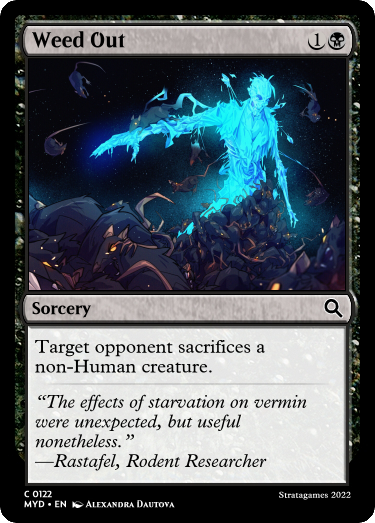 Weed Out 1
Sorcery
Target opponent sacrifices a
non-Human creature.
“The effects of starvation on vermin
were unexpected, but useful
nonetheless.”
—Rastafel, Rodent Researcher
C 0122
MYD • EN Alexandra Dautova
Stratagames 2022